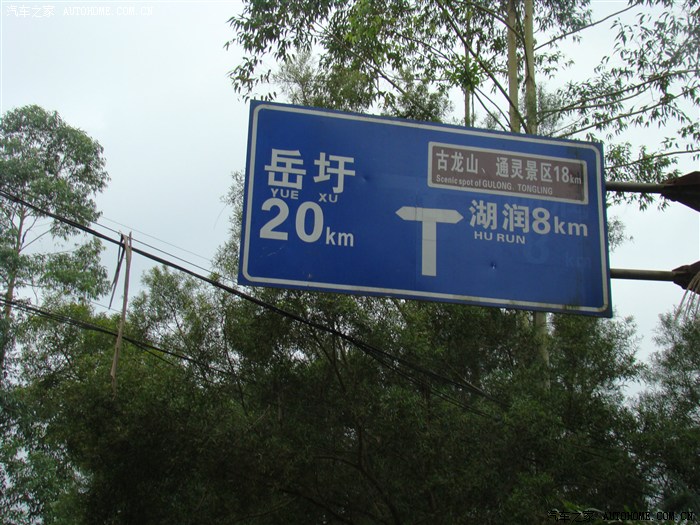 汽车之家 AUTOHOME.COM.CN
岳圩
YUE XU
20km
古龙山、通灵景区18km
Scenic spot of GULONG. TONGLING
湖润8km
HU RUN
汽车之家 AUTOHOME.COM.CN